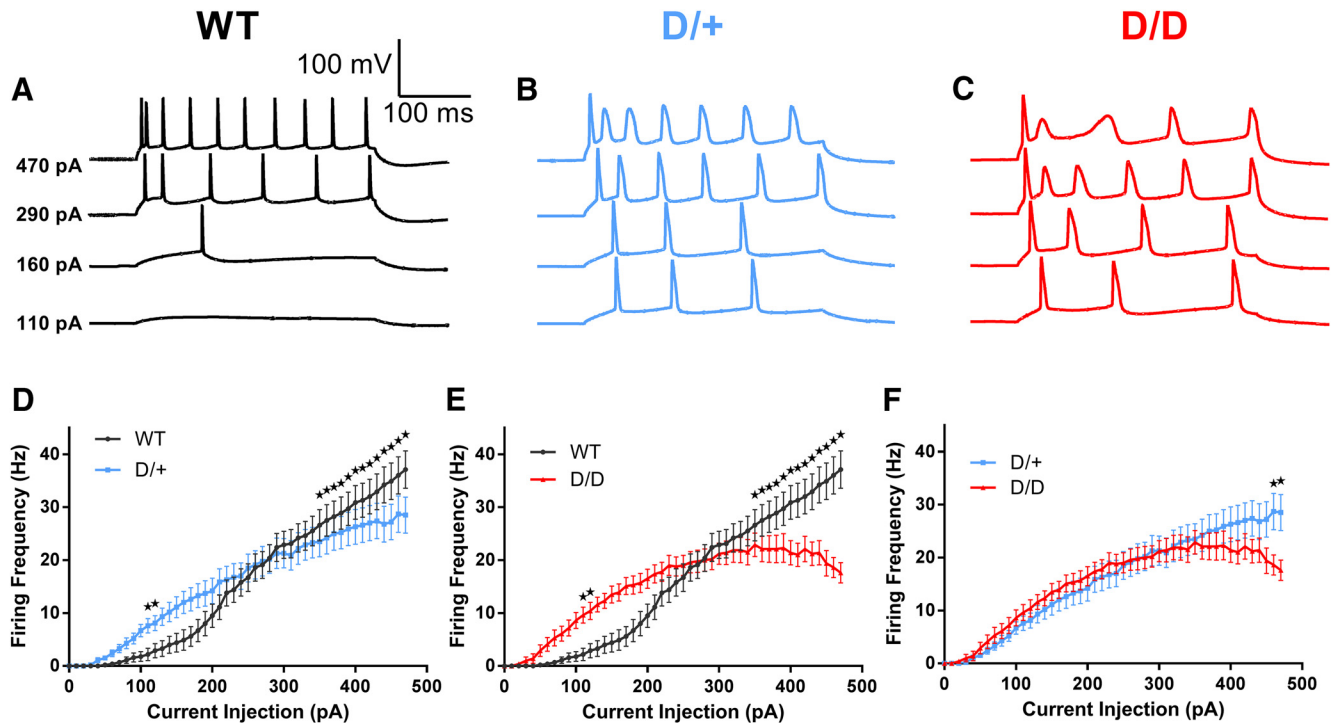 WT
D/+
D/D
A
100 mV
100 ms
B
C
470 pA
290 pA
160 pA
110 pA
D
WT
D/+
Firing Frequency (Hz)
40
30
20
10
0
0 100 200 300 400 500
Current Injection (pA)
E
WT
D/D
Firing Frequency (Hz)
40
30
20
10
0
0 100 200 300 400 500
Current Injection (pA)
F
D/+
D/D
Firing Frequency (Hz)
40
30
20
10
0
0 100 200 300 400 500
Current Injection (pA)